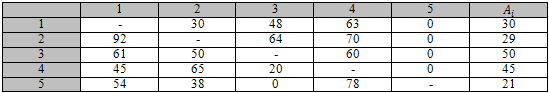 1 2 3 4 5 Ai
1 - 30 48 63 0 30
2 92 - 64 70 0 29
3 61 50 - 60 0 50
4 45 65 20 - 0 45
5 54 38 0 78 - 21